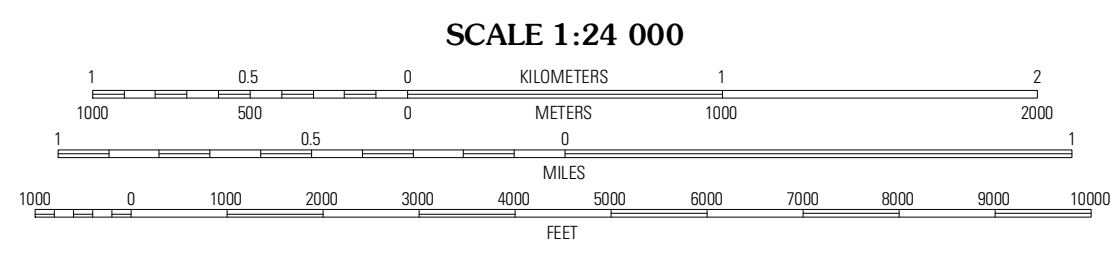 SCALE 1:24 000
1 0.5 0 KILOMETERS 1 2
1000 500 0 METERS 1000 2000
1 0.5 0 1
MILES
1000 0 1000 2000 3000 4000 5000 6000 7000 8000 9000 10000
FEET